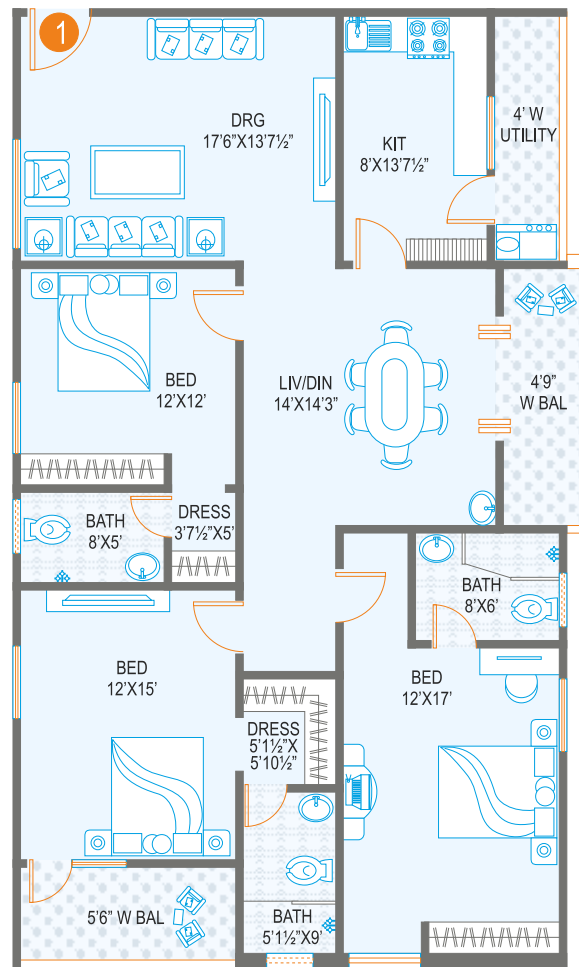 1
DRG
17'6"X13'7½"
KIT
8'X13'7½"
4' W
UTILITY
BED
12'X12'
LIV/DIN
14'X14'3"
4'9"
W BAL
BATH
8'X5'
DRESS
3'7½"X5'
BATH
8'X6'
BED
12'X15'
BED
12'X17'
DRESS
5'1½"X
5'10½"
5'6" W BAL
BATH
5'1½"X9'